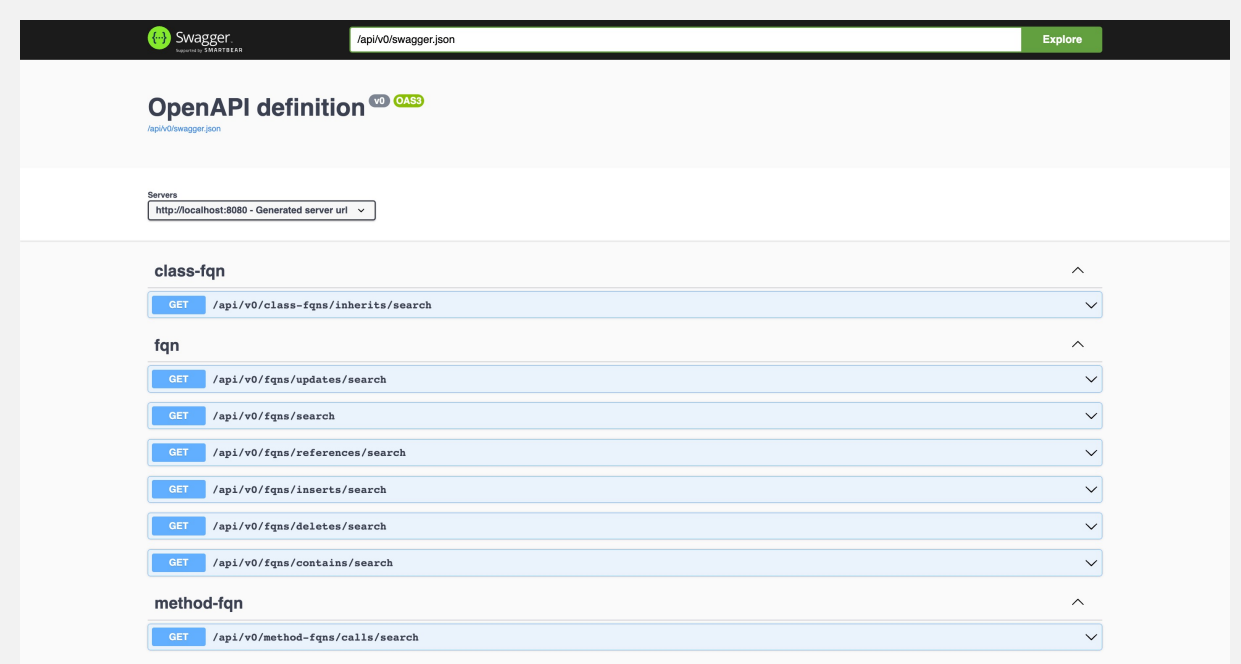 Swagger.
Supported by SMARTBEAR
/api/v0/swagger.json
Explore
OpenAPI definition v0 OAS3
/api/v0/swagger.json
Servers
http://localhost:8080 - Generated server url
class-fqn
GET /api/v0/class-fqns/inherits/search
fqn
GET /api/v0/fqns/updates/search
GET /api/v0/fqns/search
GET /api/v0/fqns/references/search
GET /api/v0/fqns/inserts/search
GET /api/v0/fqns/deletes/search
GET /api/v0/fqns/contains/search
method-fqn
GET /api/v0/method-fqns/calls/search